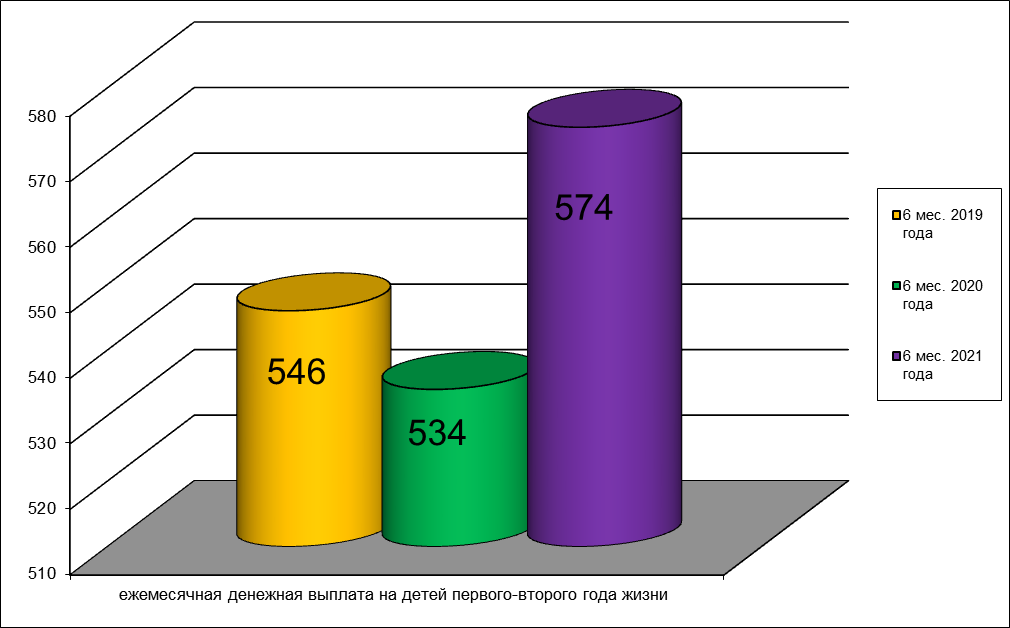 580
570
560
550
540
530
520
510
546
534
574
ежемесячная денежная выплата на детей первого-второго года жизни
6 мес. 2019
года
6 мес. 2020
года
6 мес. 2021
года